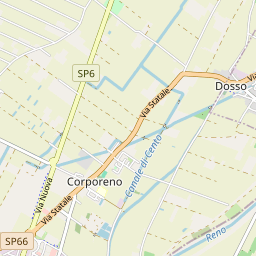 SP6
Via Statale
Dosso
Canale di Cento
Corporeno
Via Nuova
Via Statale
SP66
Reno